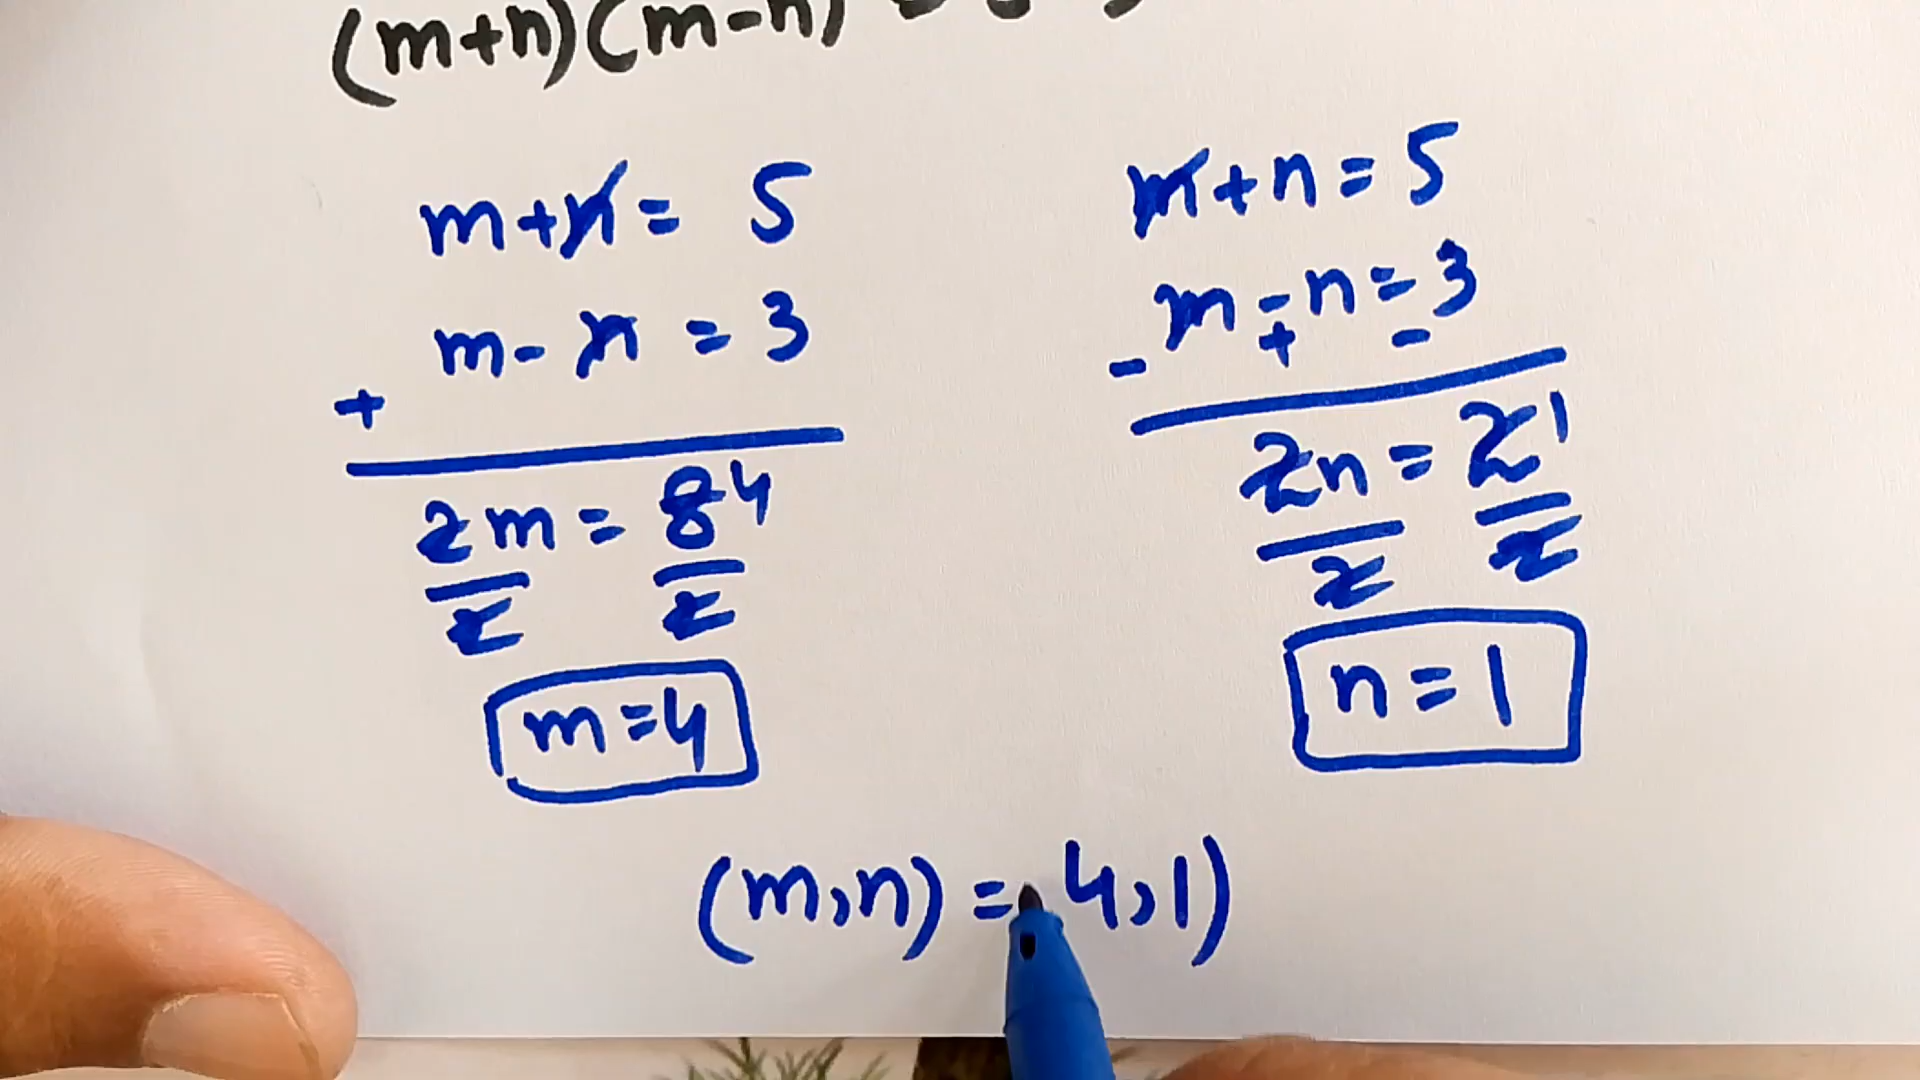 (m+n)(m-n) =
m+n = 5
m - n = 3
+
2m = 8 4
2 2
m=4
m+n = 5
m - n = 3
- + -
2n = 2 1
2 2
n = 1
(m,n) = 4,1)